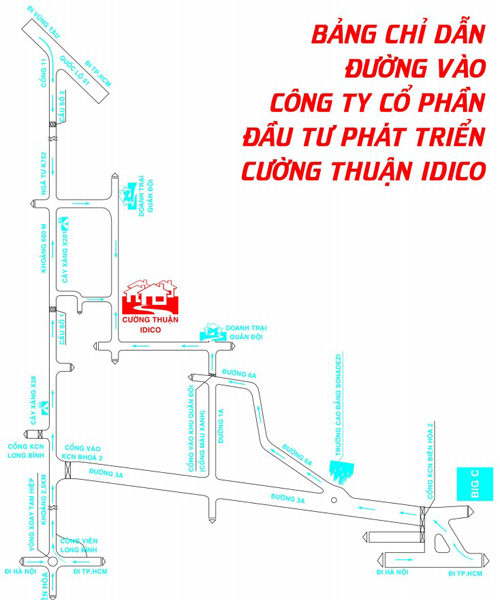 BẢNG CHỈ DẪN
ĐƯỜNG VÀO
CÔNG TY CỔ PHẦN
ĐẦU TƯ PHÁT TRIỂN
CƯỜNG THUẬN IDICO
ĐI VŨNG TÀU
QUỐC LỘ 51
CỔNG 11
ĐI TP.HCM
CẦU SỐ 2
NGÃ TƯ K752
DOANH TRẠI
QUÂN ĐỘI
KHOẢNG 600 M
CÂY XĂNG X201
CƯỜNG THUẬN
IDICO
CẦU SỐ 1
DOANH TRẠI
QUÂN ĐỘI
ĐƯỜNG 6A
CÂY XĂNG X28
CỔNG VÀO KHU QUÂN ĐỘI
(CỔNG MÀU XANH)
ĐƯỜNG 1A
TRƯỜNG CAO ĐẲNG SONADEZI
CỔNG KCN
LONG BÌNH
CỔNG VÀO
KCN BHOÀ 2
ĐƯỜNG 6A
CỔNG KCN BIÊN HÒA 2
BIG C
ĐƯỜNG 3A
ĐƯỜNG 3A
VÒNG XOAY TAM HIỆP
KHOẢNG 2.5KM
CÔNG VIÊN
LONG BÌNH
ĐI HÀ NỘI
ĐI TP.HCM
ĐI HÀ NỘI
ĐI TP.HCM